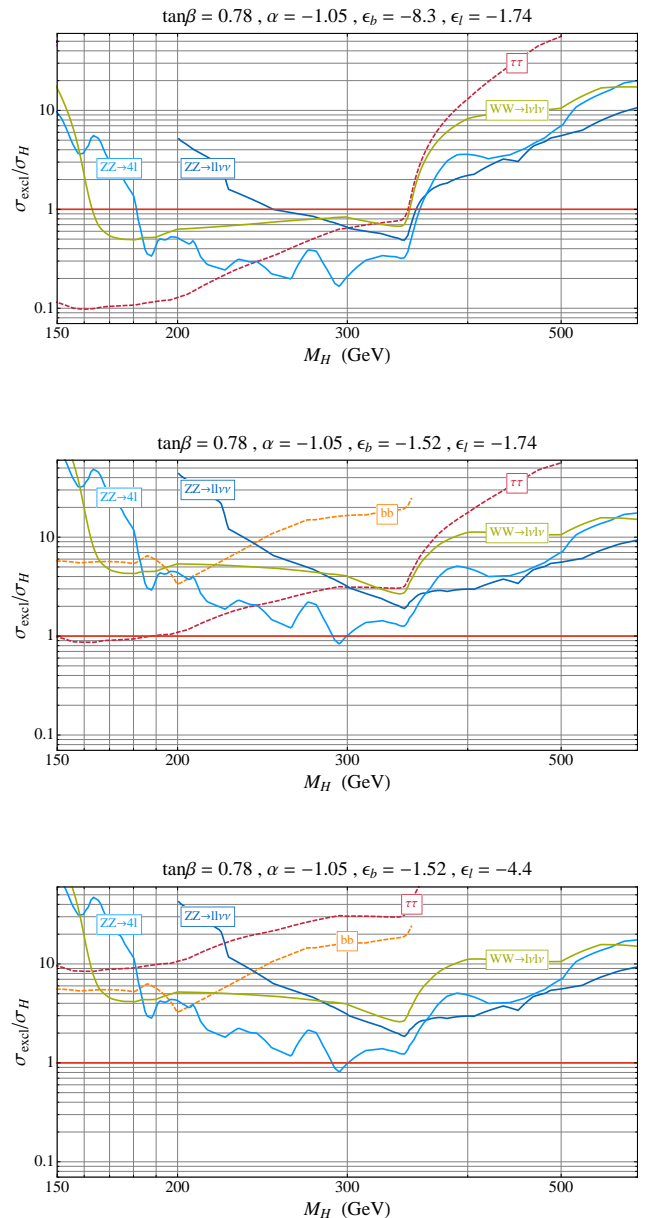 tanβ = 0.78 , α = −1.05 , ϵb = −8.3 , ϵl = −1.74
ττ
10
WW→lνlν
ZZ→4l
ZZ→llνν
σexcl/σH
1
0.1
150 200 300 500
MH (GeV)
tanβ = 0.78 , α = −1.05 , ϵb = −1.52 , ϵl = −1.74
ZZ→4l
ZZ→llνν
ττ
bb
WW→lνlν
10
σexcl/σH
1
0.1
150 200 300 500
MH (GeV)
tanβ = 0.78 , α = −1.05 , ϵb = −1.52 , ϵl = −4.4
ττ
ZZ→4l
ZZ→llνν
bb
WW→lνlν
10
σexcl/σH
1
0.1
150 200 300 500
MH (GeV)